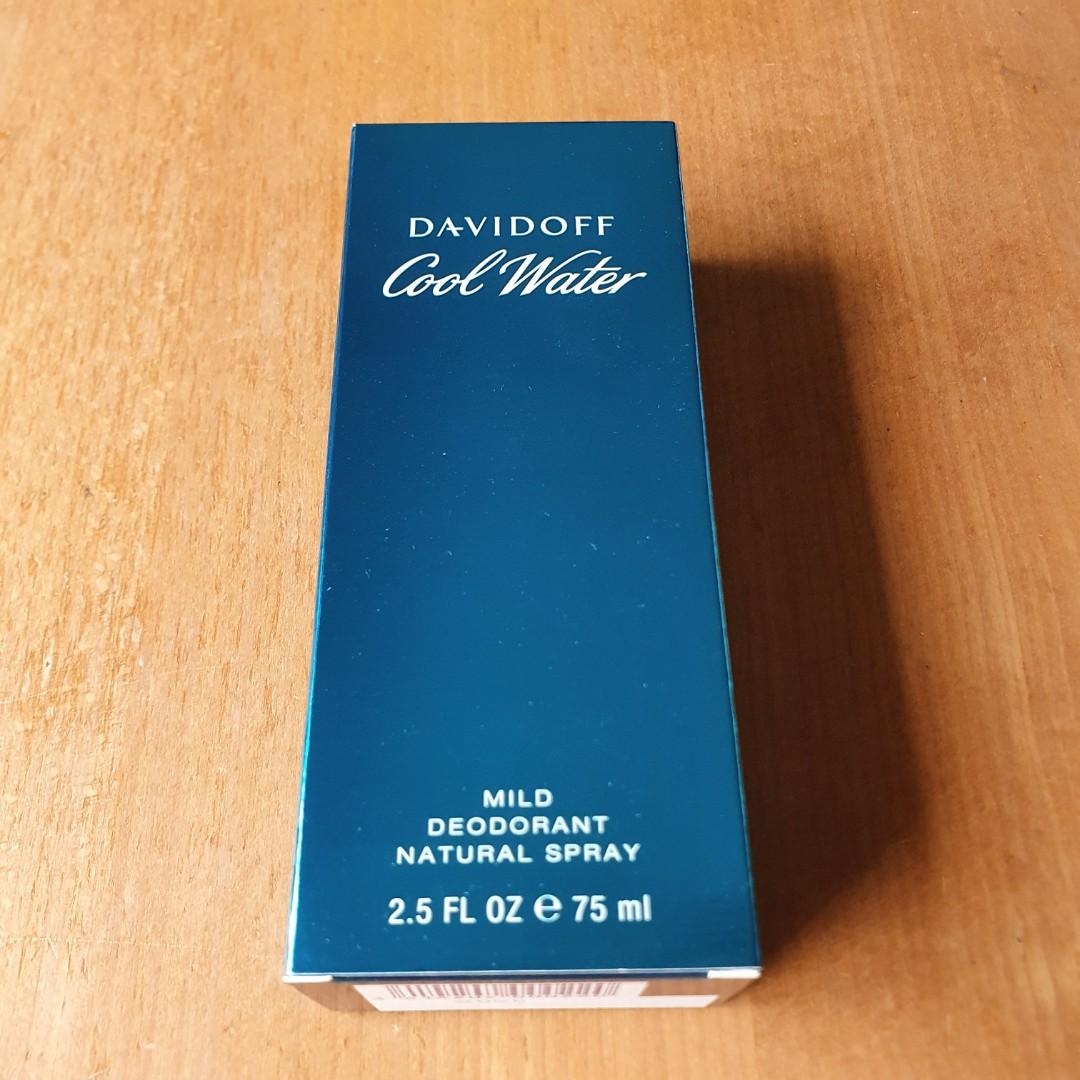 DAVIDOFF
Cool Water
MILD
DEODORANT
NATURAL SPRAY
2.5 FL OZ ℮ 75 ml